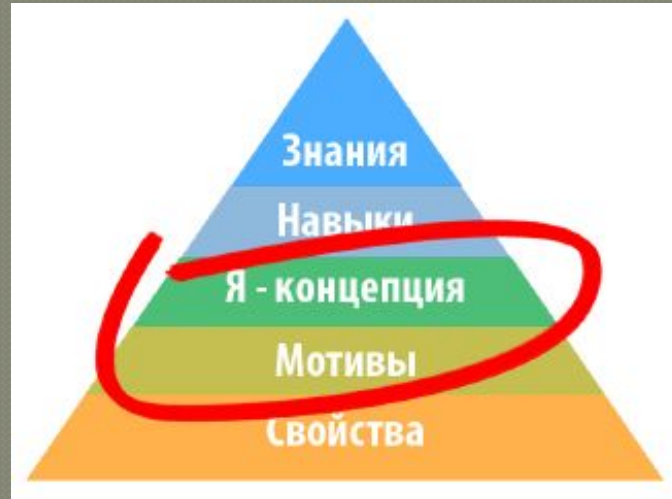 Знания
Навыки
Я - концепция
Мотивы
Свойства